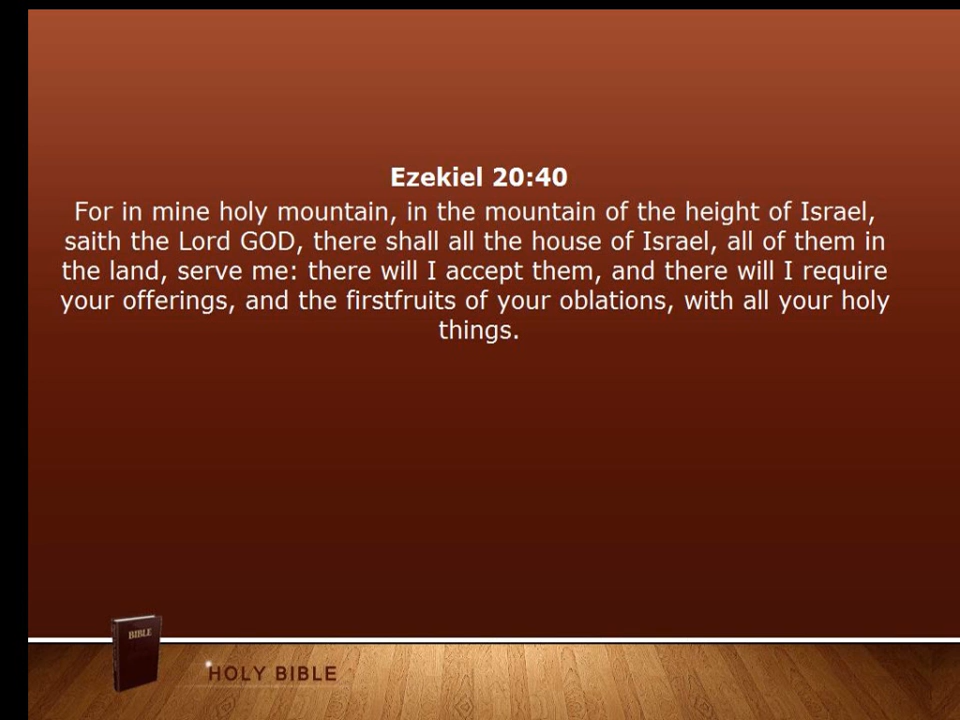 Ezekiel 20:40
For in mine holy mountain, in the mountain of the height of Israel,
saith the Lord GOD, there shall all the house of Israel, all of them in
the land, serve me: there will I accept them, and there will I require
your offerings, and the firstfruits of your oblations, with all your holy
things.
BIBLE
HOLY BIBLE